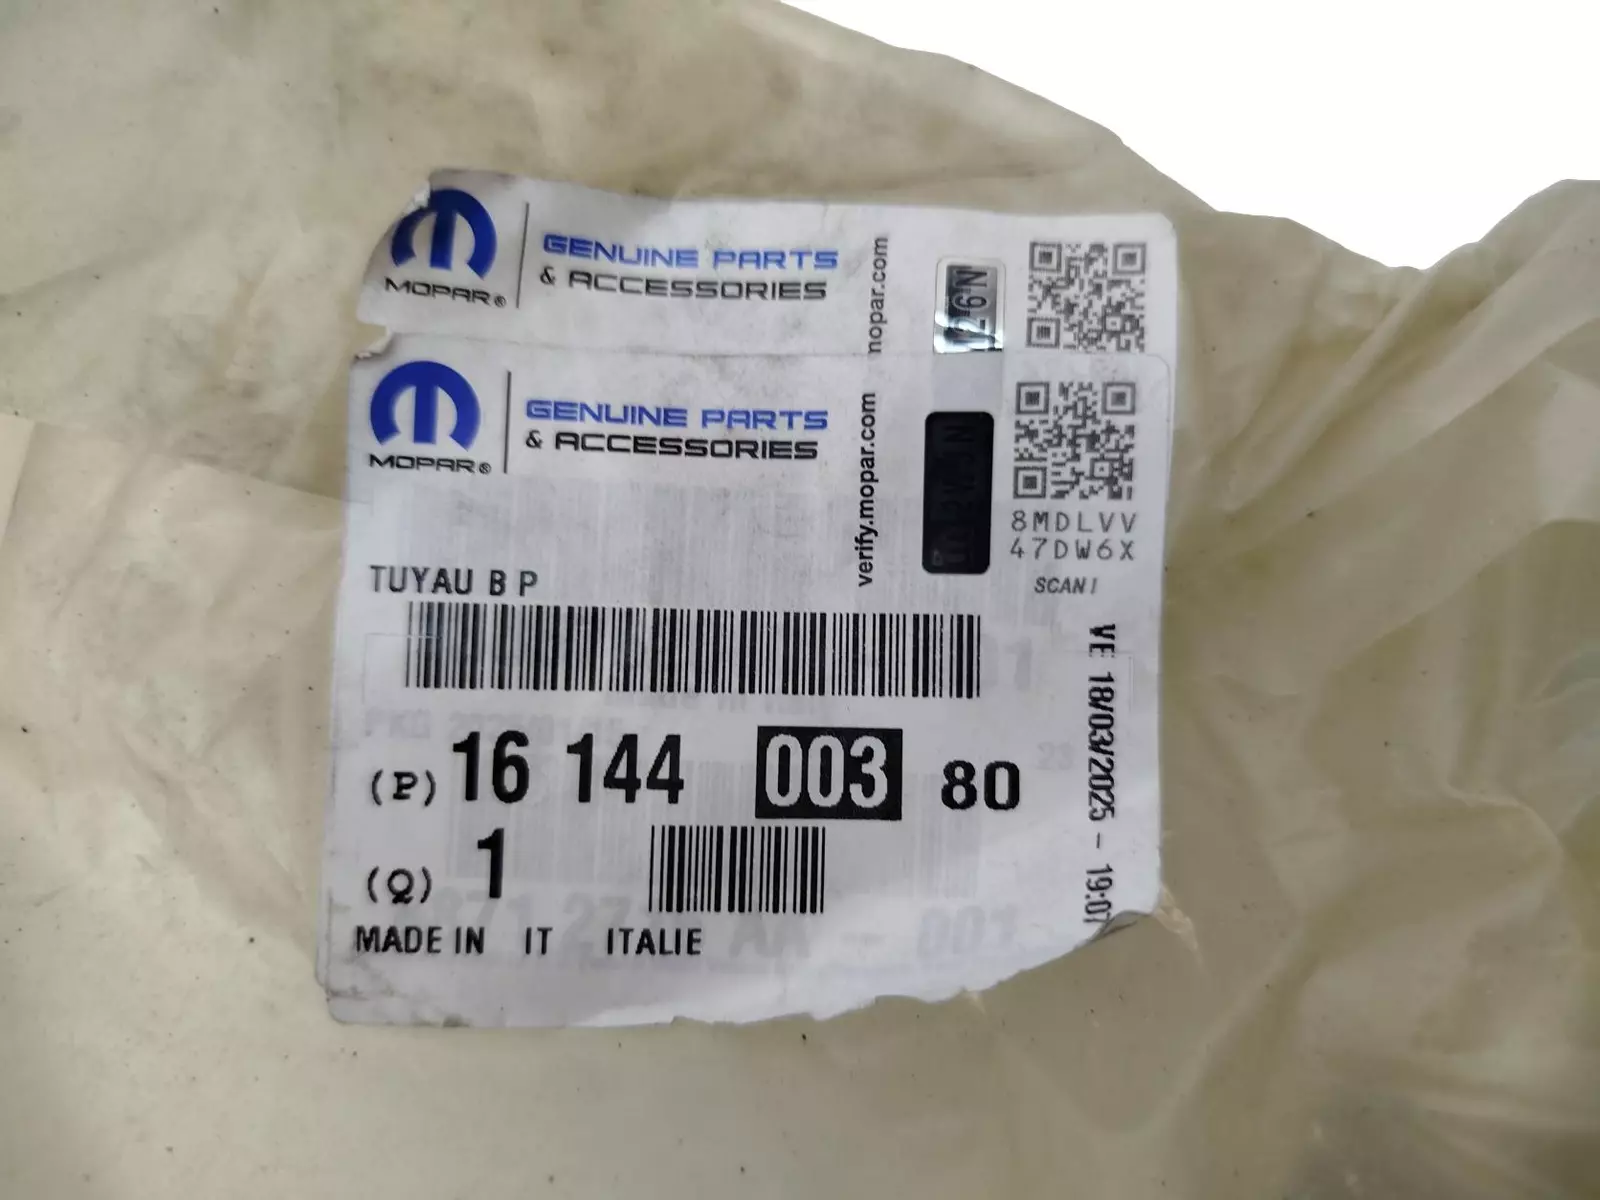 MOPAR®
GENUINE PARTS
& ACCESSORIES
mopar.com
26N
MOPAR®
GENUINE PARTS
& ACCESSORIES
verify.mopar.com
8MDLVV
47DW6X
SCAN!
TUYAU B P
(P) 16 144 003 80
(Q) 1
MADE IN IT ITALIE
VE 18/03/2025 - 19:07